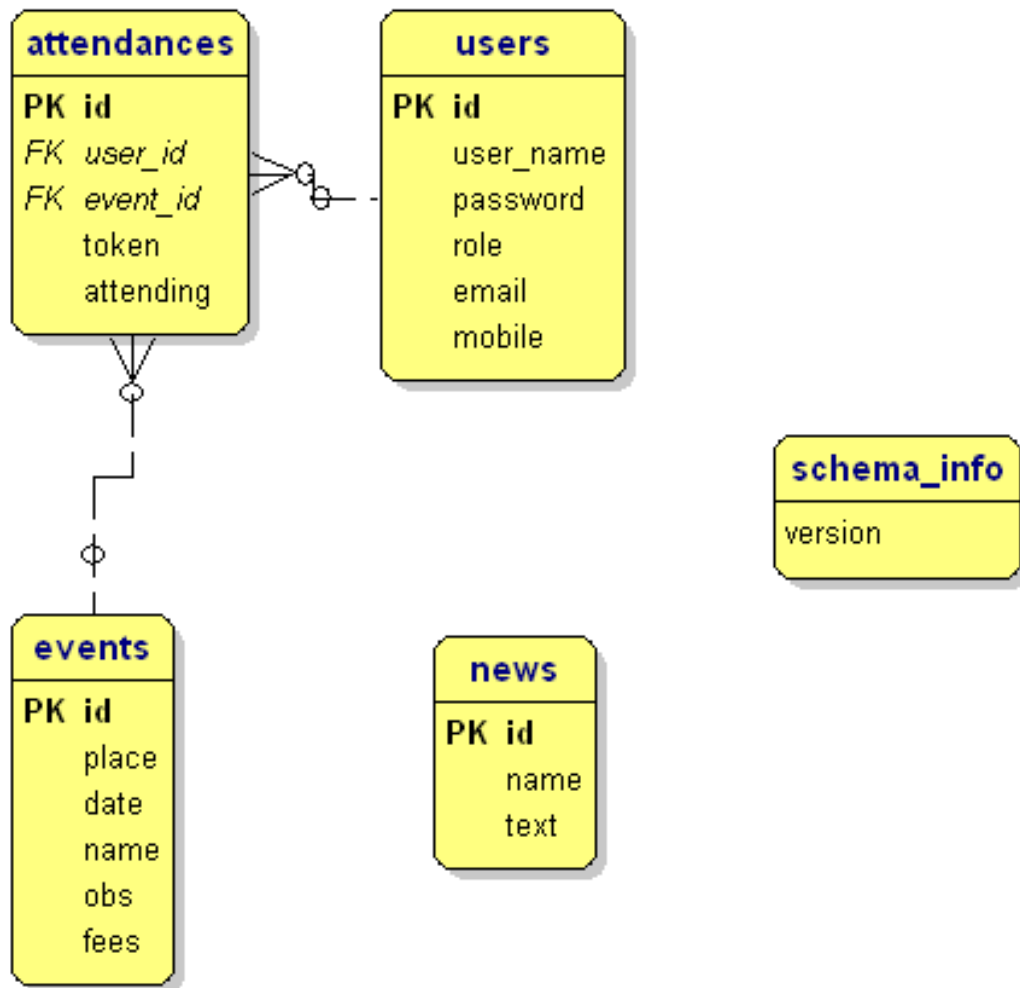 attendances
PK id
FK user_id
FK event_id
token
attending
users
PK id
user_name
password
role
email
mobile
schema_info
version
events
PK id
place
date
name
obs
fees
news
PK id
name
text